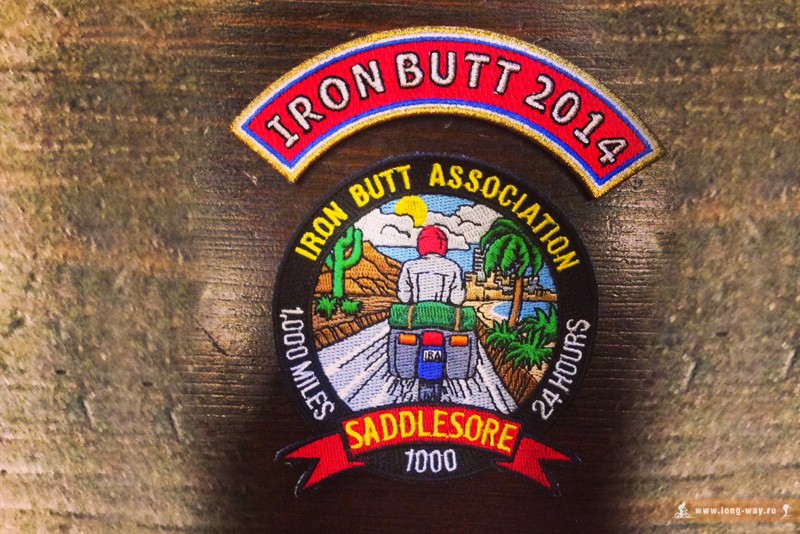 IRON BUTT 2014
IRON BUTT ASSOCIATION
1,000 MILES
24 HOURS
IBA
SADDLESORE
1000
www.long-way.ru